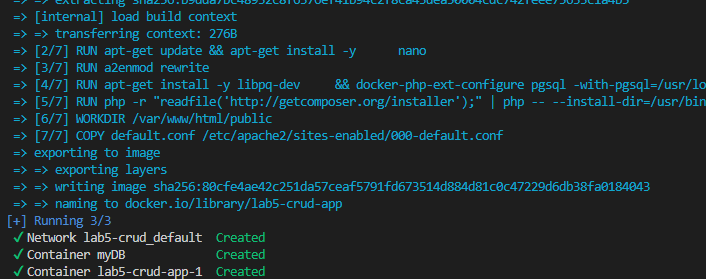 => => extracting sha256:b9dda7bc48952c8f6576ef41b94c2f8ca45dea50004cdc742feee75655c1a4b5
=> [internal] load build context
=> => transferring context: 276B
=> [2/7] RUN apt-get update && apt-get install -y      nano
=> [3/7] RUN a2enmod rewrite
=> [4/7] RUN apt-get install -y libpq-dev     && docker-php-ext-configure pgsql -with-pgsql=/usr/lo
=> [5/7] RUN php -r "readfile('http://getcomposer.org/installer');" | php -- --install-dir=/usr/bin
=> [6/7] WORKDIR /var/www/html/public
=> [7/7] COPY default.conf /etc/apache2/sites-enabled/000-default.conf
=> exporting to image
=> => exporting layers
=> => writing image sha256:80cfe4ae42c251da57ceaf5791fd673514d884d81c0c47229d6db38fa0184043
=> => naming to docker.io/library/lab5-crud-app
[+] Running 3/3
✔ Network lab5-crud_default  Created
✔ Container myDB             Created
✔ Container lab5-crud-app-1  Created